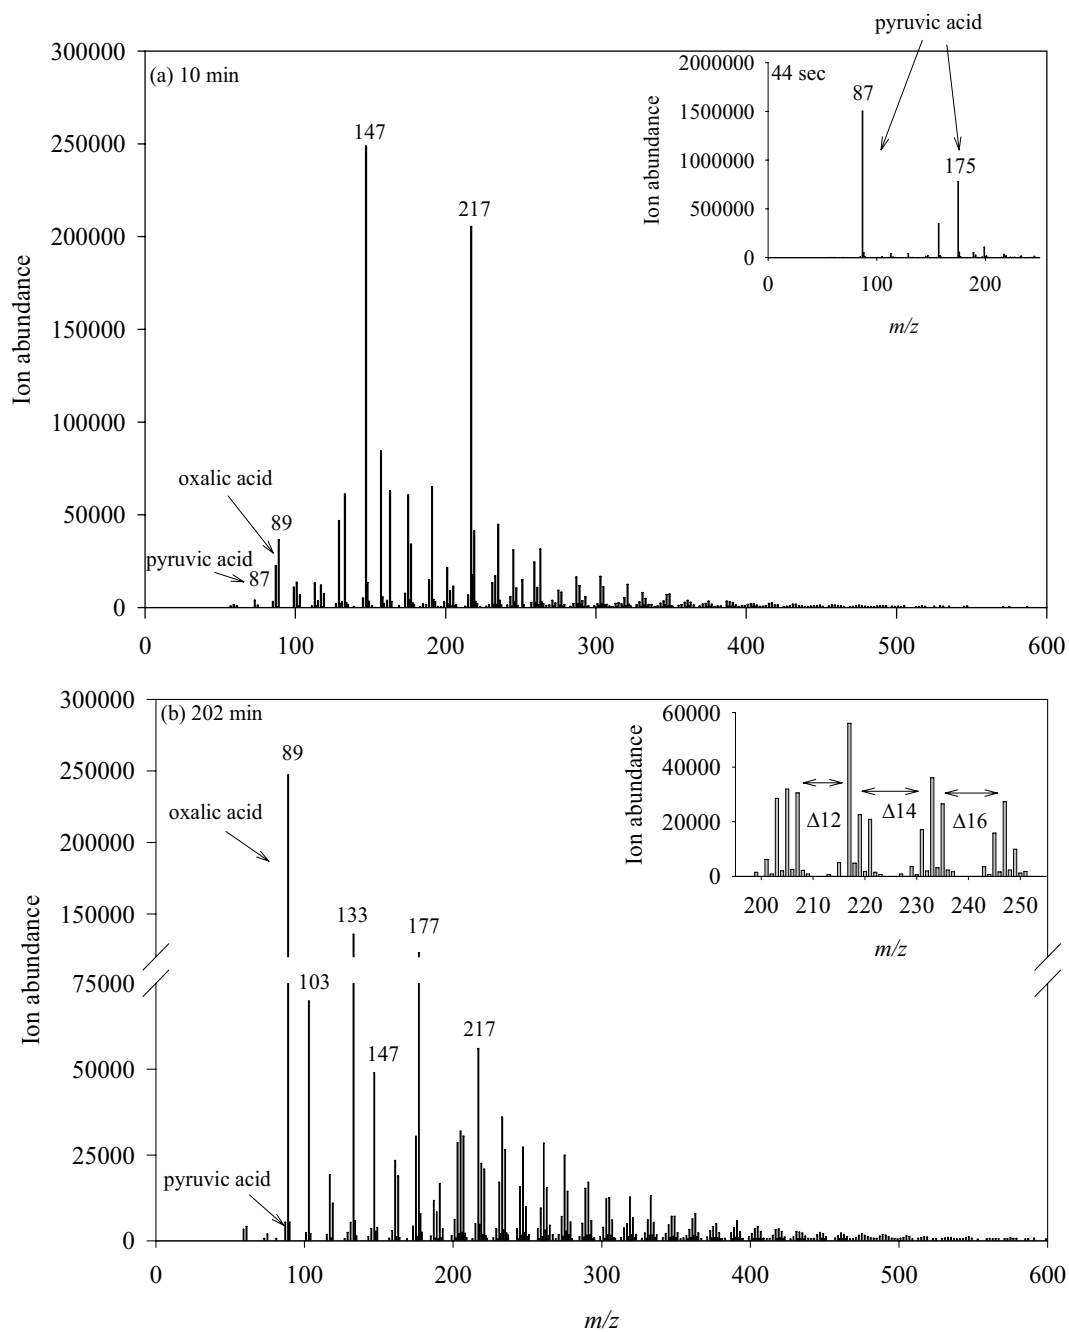 pyruvic acid
300000
(a) 10 min
2000000
44 sec
87
1500000
1000000
175
500000
0
Ion abundance
0 100 200
m/z
250000
147
217
200000
150000
100000
oxalic acid
50000
89
pyruvic acid
87
0
Ion abundance
0 100 200 300 400 500 600
300000
(b) 202 min
89
250000
oxalic acid
200000
150000
133
177
75000
103
217
147
50000
25000
pyruvic acid
0
Ion abundance
0 100 200 300 400 500 600
m/z
60000
40000
20000
0
Ion abundance
Δ12
Δ14
Δ16
200 210 220 230 240 250
m/z